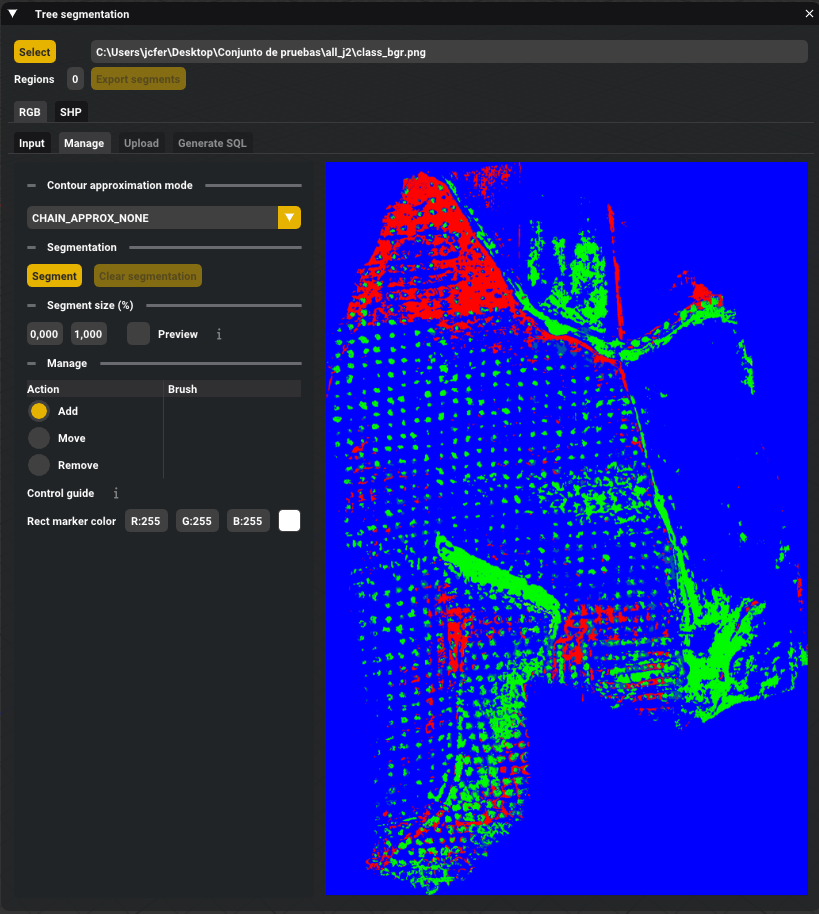 Tree segmentation
Select C:\Users\jcfer\Desktop\Conjunto de pruebas\all_j2\class_bgr.png
Regions 0 Export segments
RGB SHP
Input Manage Upload Generate SQL
Contour approximation mode
CHAIN_APPROX_NONE
Segmentation
Segment Clear segmentation
Segment size (%)
0,000 1,000 Preview i
Manage
Action Brush
Add
Move
Remove
Control guide i
Rect marker color R:255 G:255 B:255